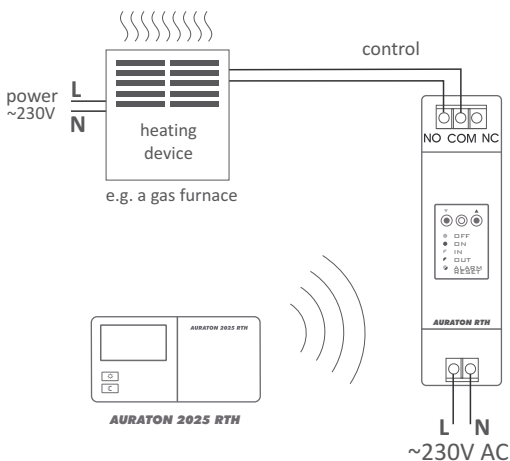 control
power
~230V
L
N
heating
device
e.g. a gas furnace
NO COM NC
OFF
ON
IN
OUT
ALARM
RESET
AURATON RTH
AURATON 2025 RTH
C
AURATON 2025 RTH
L N
~230V AC